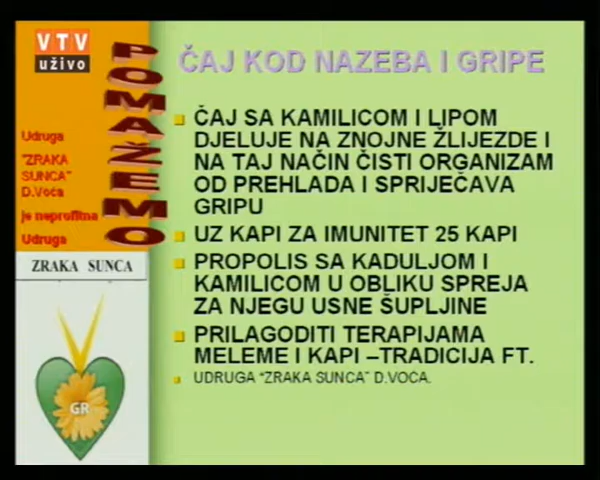 VTV
uživo
POMAŽEMO
Udruga
"ZRAKA
SUNCA"
D.Voća
je neprofitna
Udruga
ZRAKA SUNCA
GR
ČAJ KOD NAZEBA I GRIPE
ČAJ SA KAMILICOM I LIPOM
DJELUJE NA ZNOJNE ŽLIJEZDE I
NA TAJ NAČIN ČISTI ORGANIZAM
OD PREHLADA I SPRIJEČAVA
GRIPU
UZ KAPI ZA IMUNITET 25 KAPI
PROPOLIS SA KADULJOM I
KAMILICOM U OBLIKU SPREJA
ZA NJEGU USNE ŠUPLJINE
PRILAGODITI TERAPIJAMA
MELEME I KAPI –TRADICIJA FT.
UDRUGA "ZRAKA SUNCA" D.VOCA.